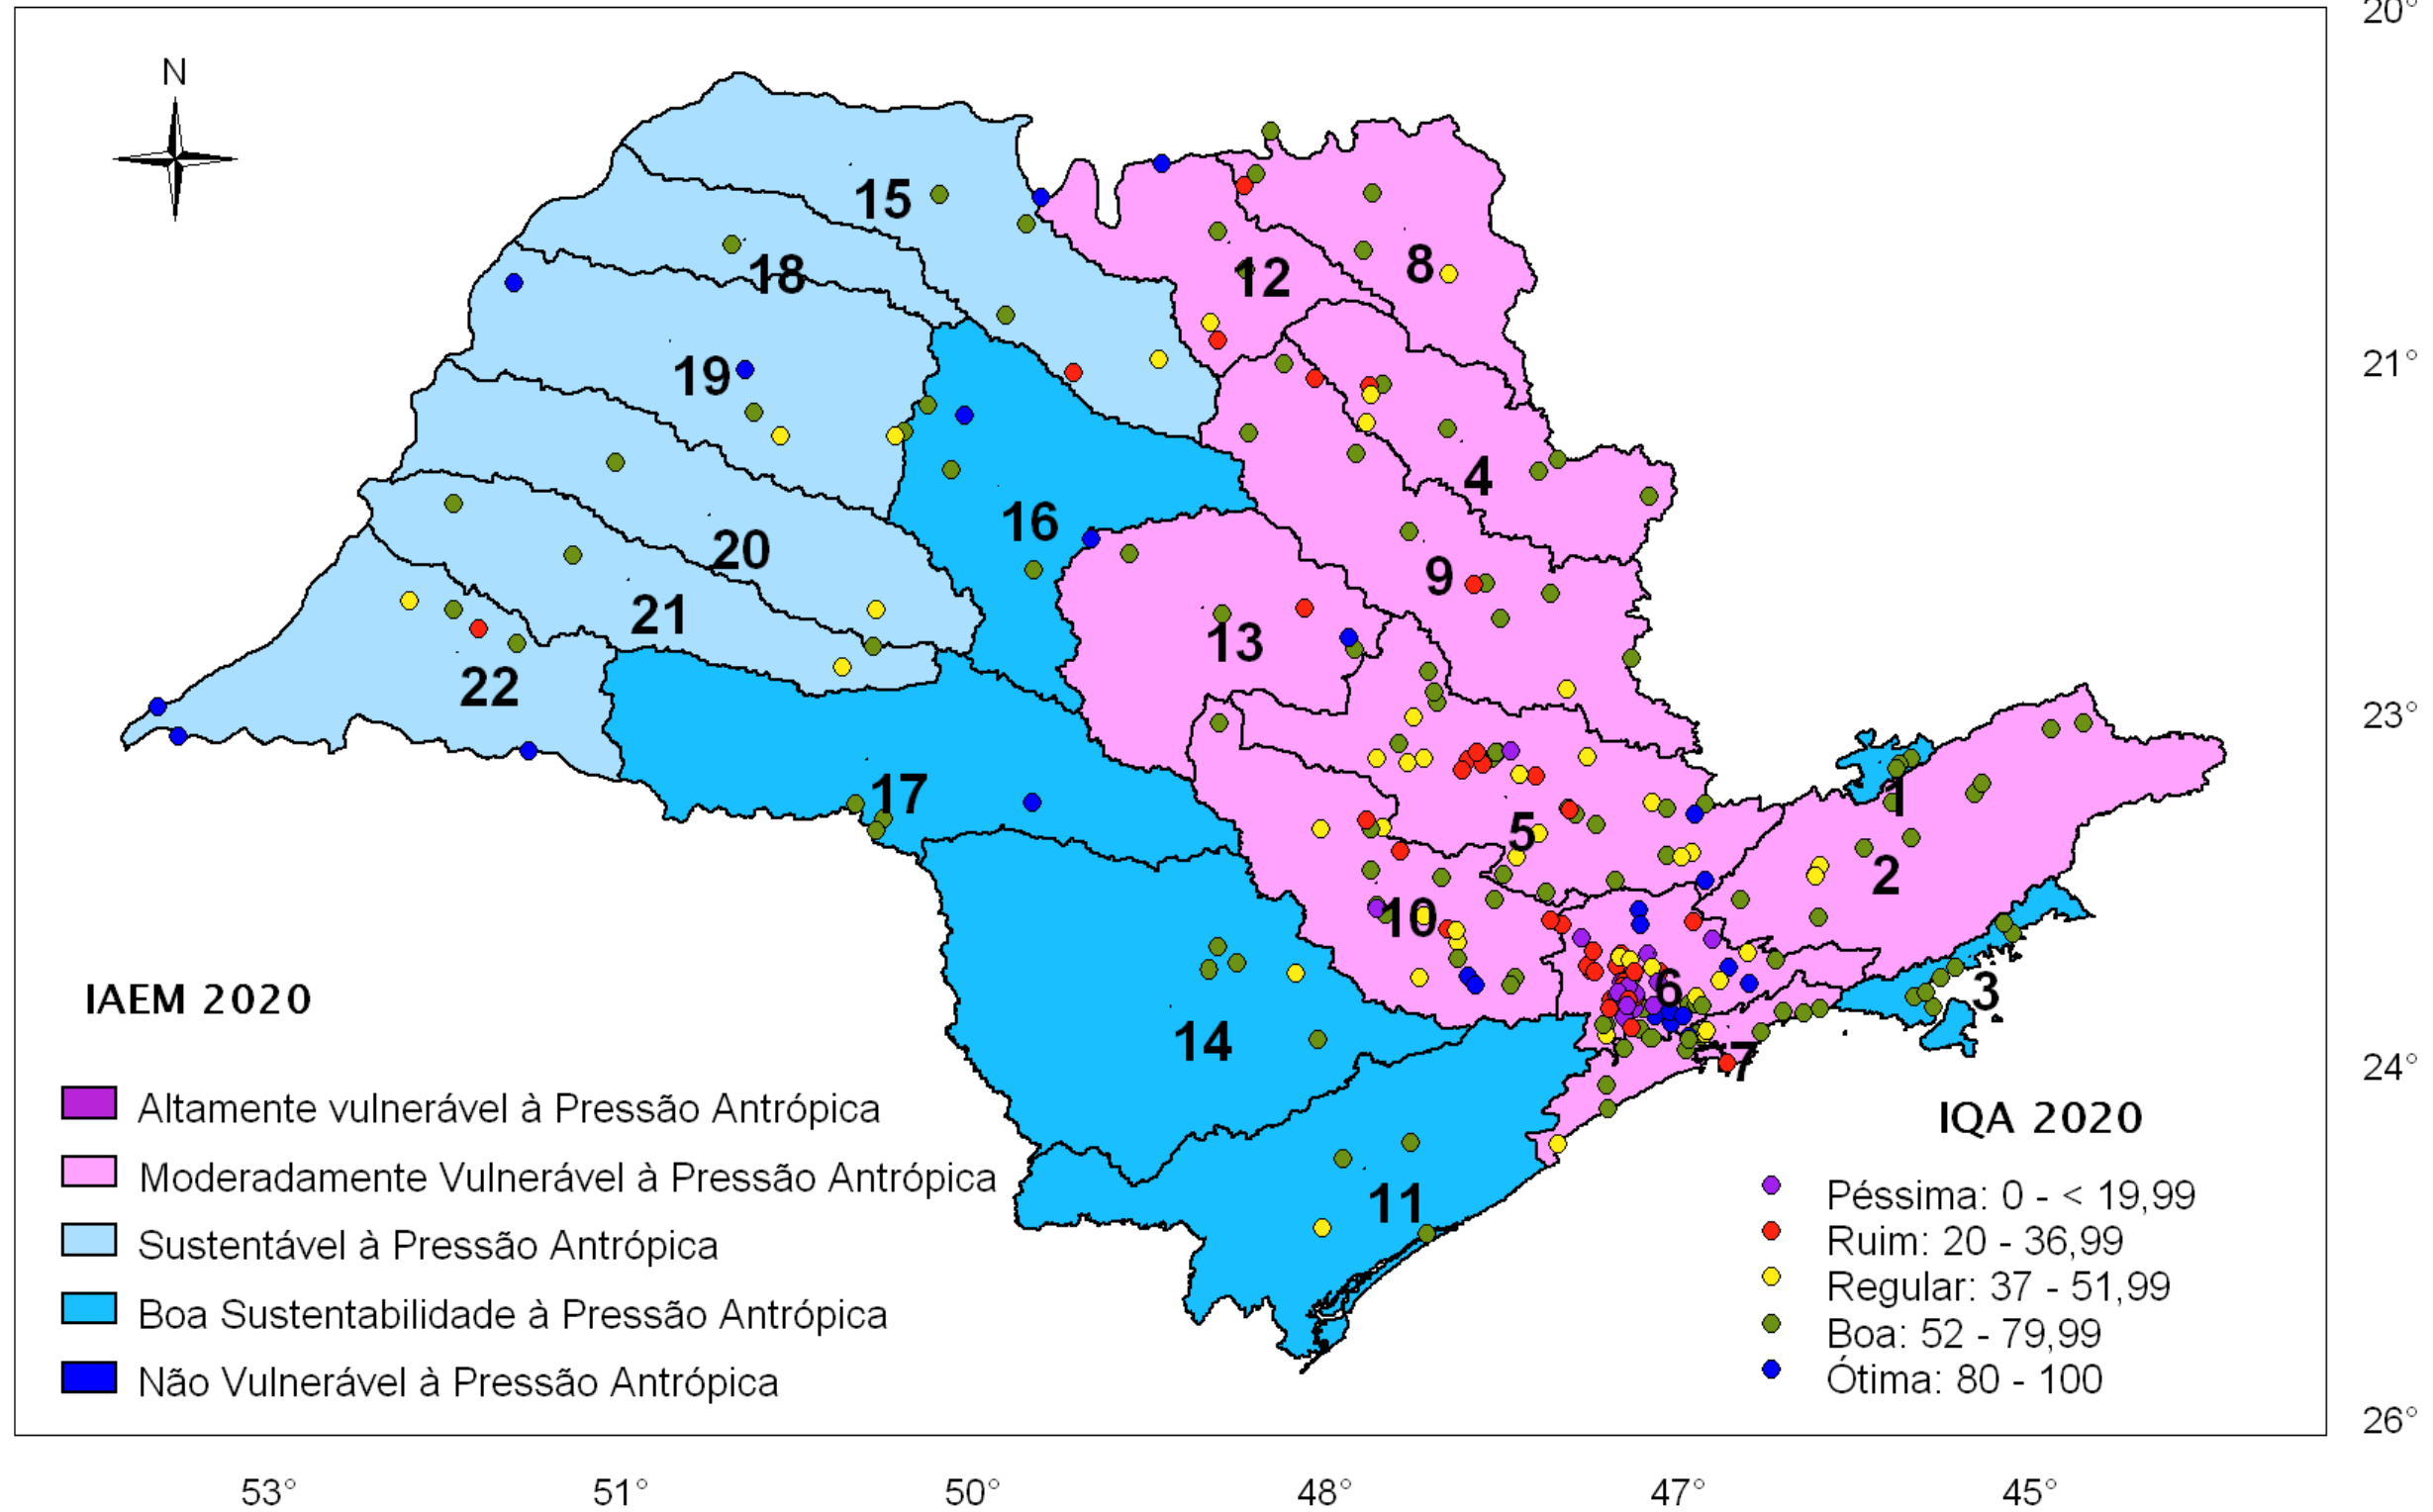 20°
N
15
8
18
12
21°
19
4
16
20
9
21
13
22
23°
17
1
5
2
10
6
3
IAEM 2020
14
7
24°
Altamente vulnerável à Pressão Antrópica
Moderadamente Vulnerável à Pressão Antrópica
Sustentável à Pressão Antrópica
Boa Sustentabilidade à Pressão Antrópica
Não Vulnerável à Pressão Antrópica
11
IQA 2020
Péssima: 0 - < 19,99
Ruim: 20 - 36,99
Regular: 37 - 51,99
Boa: 52 - 79,99
Ótima: 80 - 100
26°
53° 51° 50° 48° 47° 45°